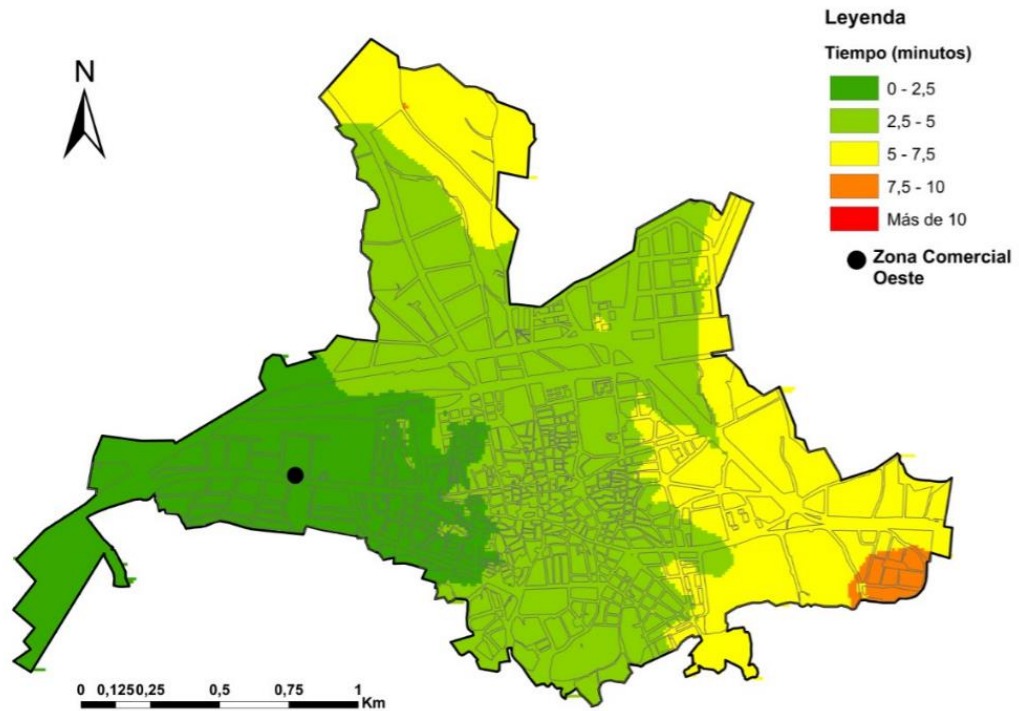 Leyenda
Tiempo (minutos)
0 - 2,5
2,5 - 5
5 - 7,5
7,5 - 10
Más de 10
Zona Comercial
Oeste
N
0 0,1250,25 0,5 0,75 1
Km